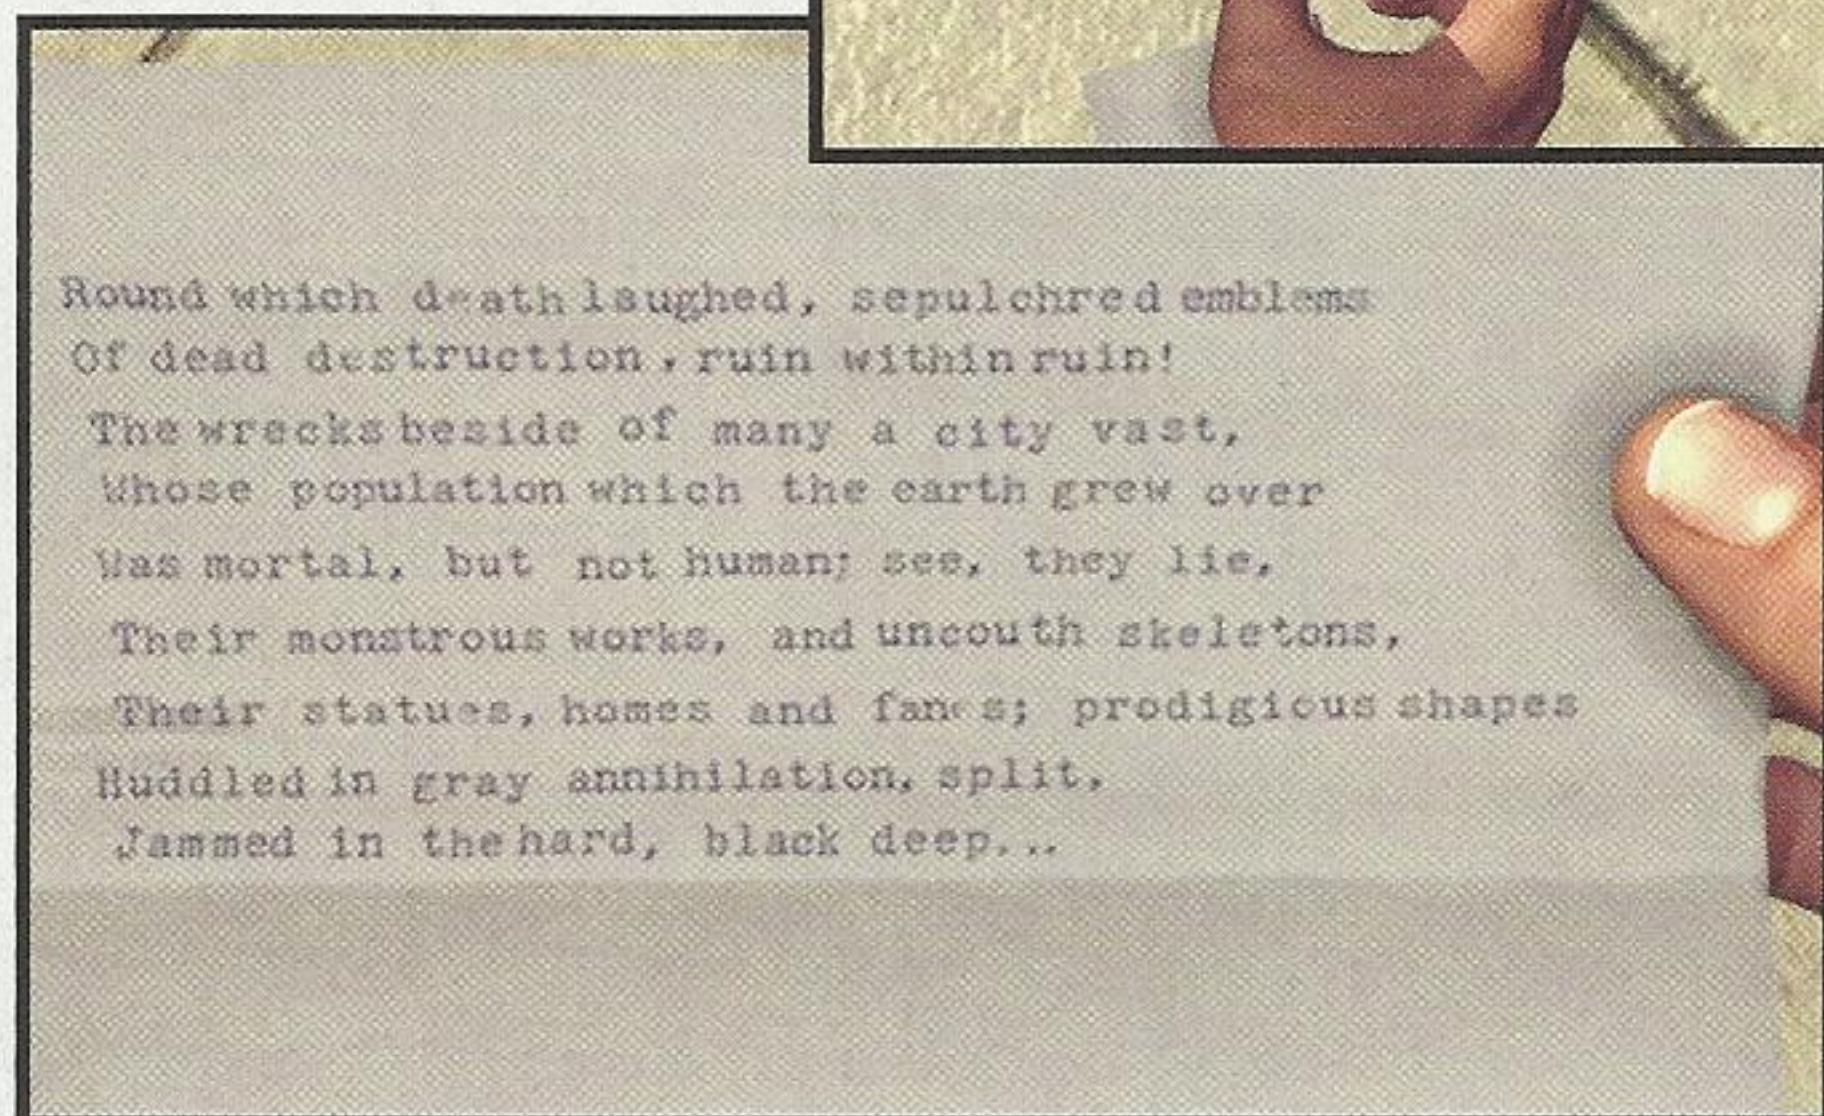 Round which death laughed, sepulchred emblems
Of dead destruction, ruin within ruin!
The wrecks beside of many a city vast,
Whose population which the earth grew over
Was mortal, but not human; see, they lie,
Their monstrous works, and uncouth skeletons,
Their statues, homes and fanes; prodigious shapes
Huddled in gray annihilation, split,
Jammed in the hard, black deep...